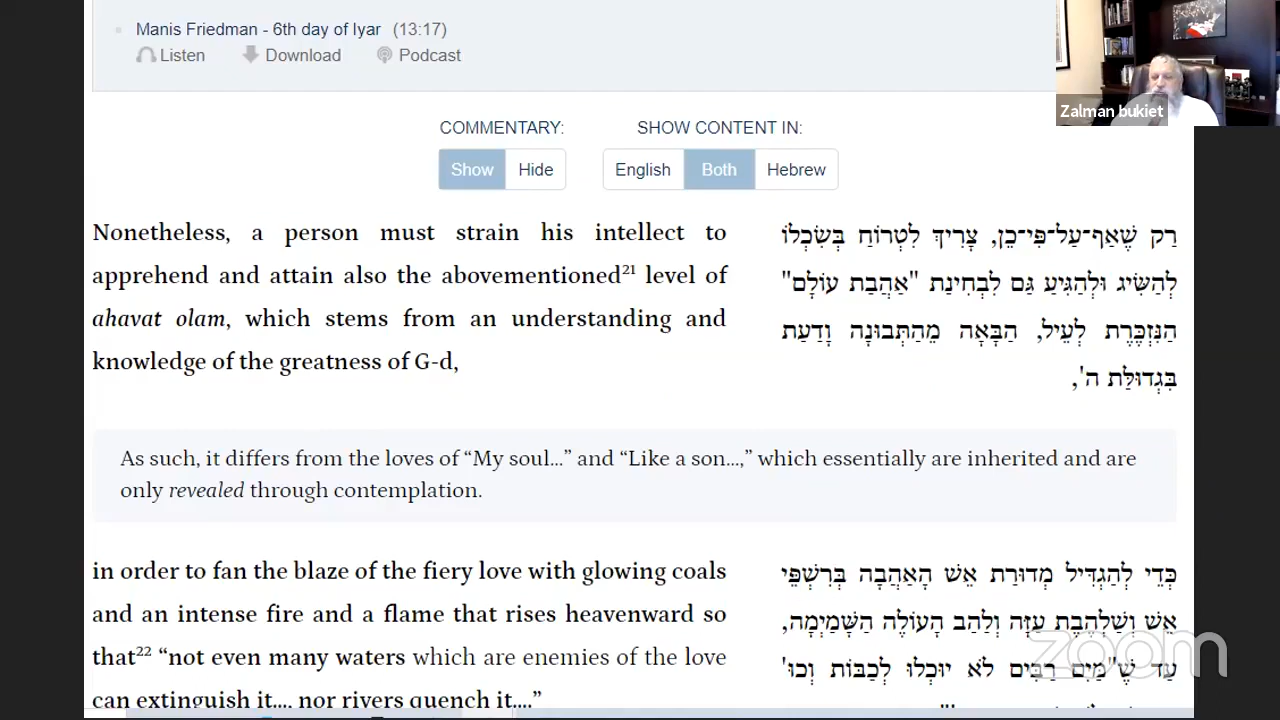 Manis Friedman - 6th day of Iyar (13:17)
Listen Download Podcast
Zalman bukiet
COMMENTARY: SHOW CONTENT IN:
Show Hide English Both Hebrew
Nonetheless, a person must strain his intellect to
apprehend and attain also the abovementioned²¹ level of
ahavat olam, which stems from an understanding and
knowledge of the greatness of G-d,
רַק שֶׁאַף־עַל־פִּי־כֵן, צָרִיךְ לִטְרוֹחַ בְּשִׂכְלוֹ
לְהַשִּׂיג וּלְהַגִּיעַ גַּם לִבְחִינַת "אַהֲבַת עוֹלָם"
הַנִּזְכֶּרֶת לְעֵיל, הַבָּאָה מֵהַתְּבוּנָה וָדַעַת
בִּגְדוּלַּת ה',
As such, it differs from the loves of “My soul...” and “Like a son...,” which essentially are inherited and are
only revealed through contemplation.
in order to fan the blaze of the fiery love with glowing coals
and an intense fire and a flame that rises heavenward so
that²² “not even many waters which are enemies of the love
can extinguish it..., nor rivers quench it....”
כְּדֵי לְהַגְדִּיל מְדוּרַת אֵשׁ הָאַהֲבָה בְּרִשְׁפֵּי
אֵשׁ וְשַׁלְהֶבֶת עַזָּה וְלַהַב הָעוֹלֶה הַשָּׁמַיְמָה,
עַד שֶׁ"מַּיִם רַבִּים לֹא יוּכְלוּ לְכַבּוֹת וְכוּ'
zoom